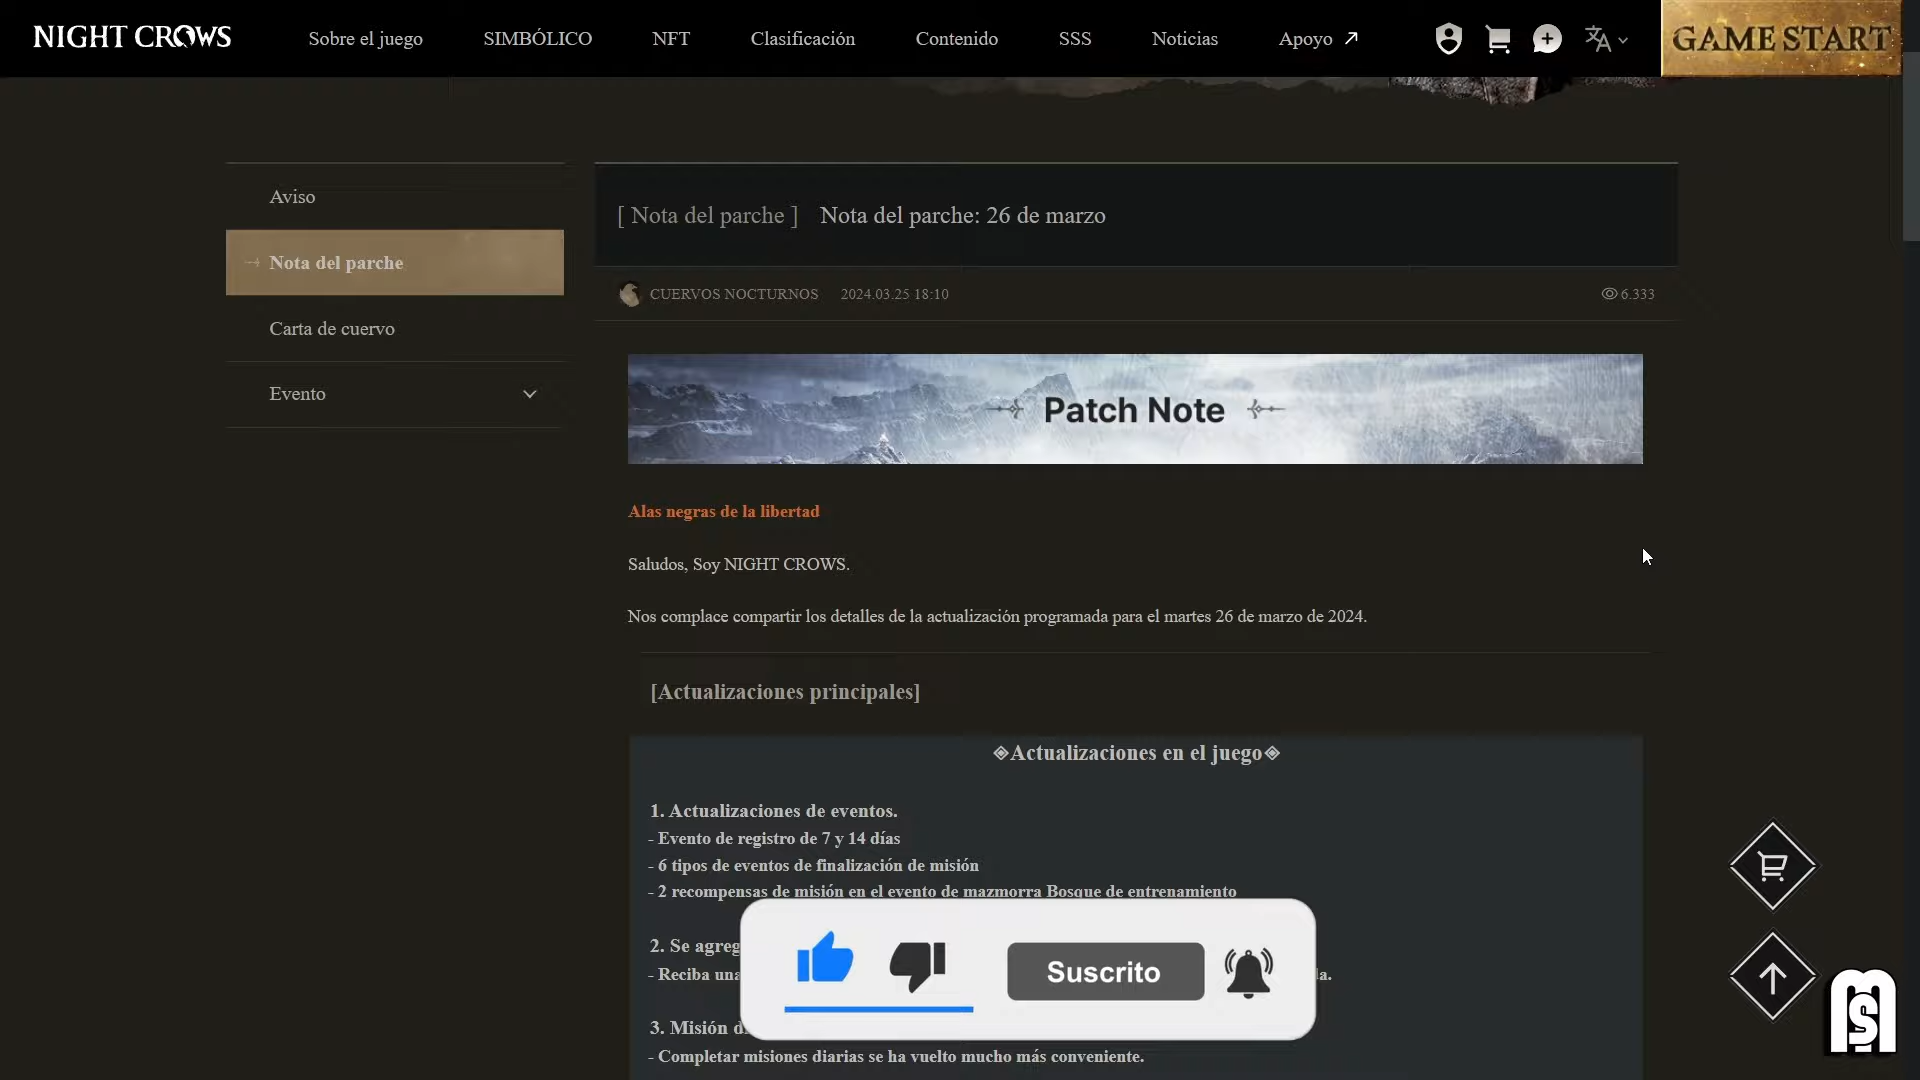 NIGHT CROWS
Sobre el juego
SIMBÓLICO
NFT
Clasificación
Contenido
SSS
Noticias
Apoyo
GAME START
Aviso
Nota del parche
Carta de cuervo
Evento
[ Nota del parche ] Nota del parche: 26 de marzo
CUERVOS NOCTURNOS 2024.03.25 18:10
6.333
Patch Note
Alas negras de la libertad
Saludos, Soy NIGHT CROWS.
Nos complace compartir los detalles de la actualización programada para el martes 26 de marzo de 2024.
[Actualizaciones principales]
◈Actualizaciones en el juego◈
1. Actualizaciones de eventos.
- Evento de registro de 7 y 14 días
- 6 tipos de eventos de finalización de misión
- 2 recompensas de misión en el evento de mazmorra Bosque de entrenamiento
2. Se agreg
- Reciba una
a.
3. Misión d
- Completar misiones diarias se ha vuelto mucho más conveniente.
Suscrito